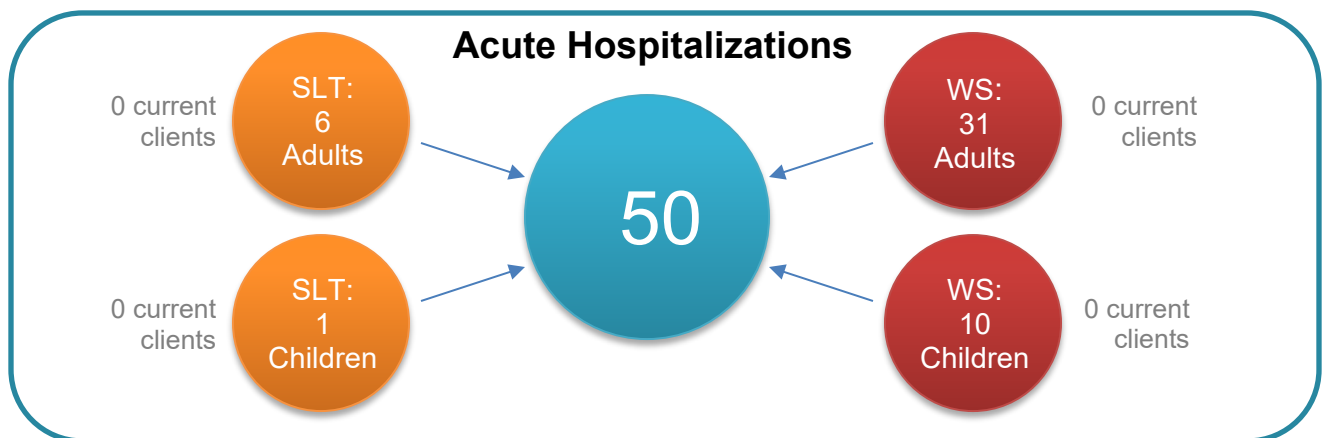 Acute Hospitalizations
0 current
clients
SLT:
6
Adults
50
WS:
31
Adults
0 current
clients
0 current
clients
SLT:
1
Children
WS:
10
Children
0 current
clients